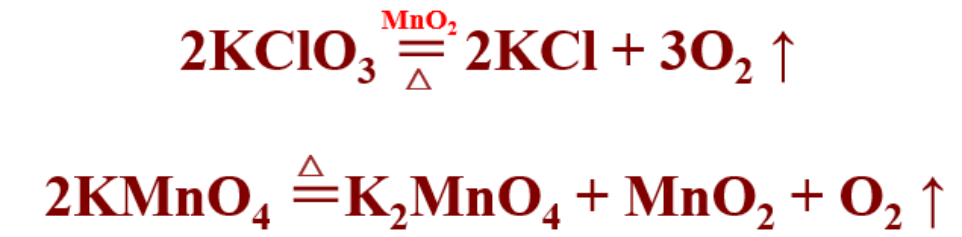 MnO₂
2KClO₃ = 2KCl + 3O₂ ↑
△
△
2KMnO₄ = K₂MnO₄ + MnO₂ + O₂ ↑